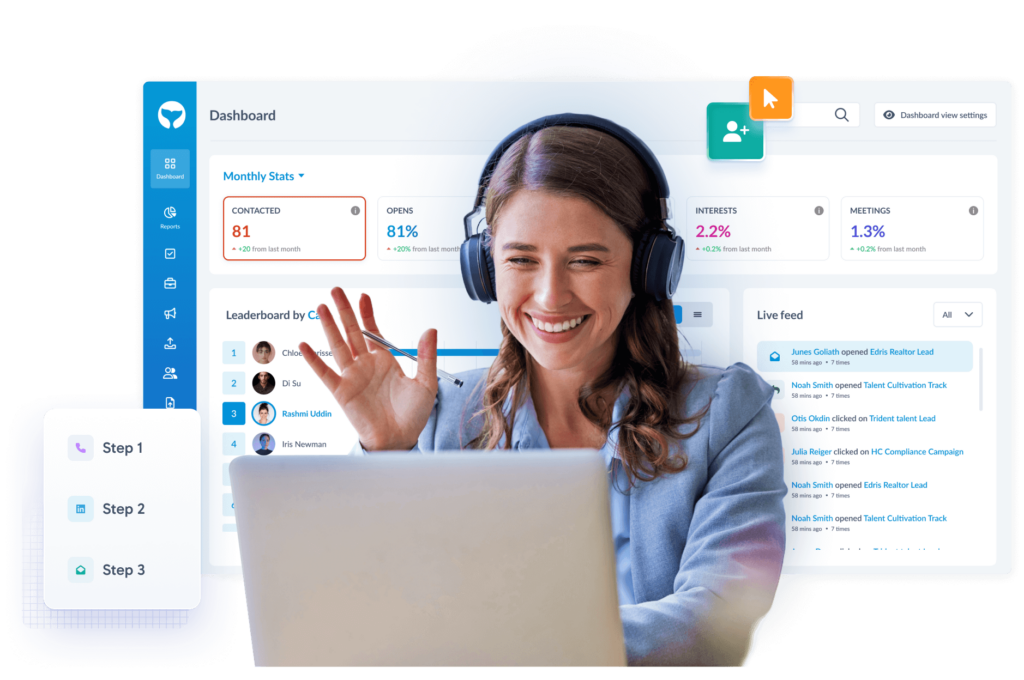 Dashboard
Dashboard view settings
Dashboard
Reports
Monthly Stats
CONTACTED
81
+20 from last month
OPENS
81%
+20% from last month
INTERESTS
2.2%
+0.2% from last month
MEETINGS
1.3%
+0.2% from last month
Leaderboard by
1
2
Di Su
3 Rashmi Uddin
4 Iris Newman
Live feed
All
Junes Goliath opened Edris Realtor Lead
58 mins ago • 7 times
Noah Smith opened Talent Cultivation Track
58 mins ago • 7 times
Otis Okdin clicked on Trident talent Lead
58 mins ago • 7 times
Julia Reiger clicked on HC Compliance Campaign
58 mins ago • 7 times
Noah Smith opened Edris Realtor Lead
58 mins ago • 7 times
Noah Smith opened Talent Cultivation Track
58 mins ago • 7 times
Step 1
Step 2
Step 3